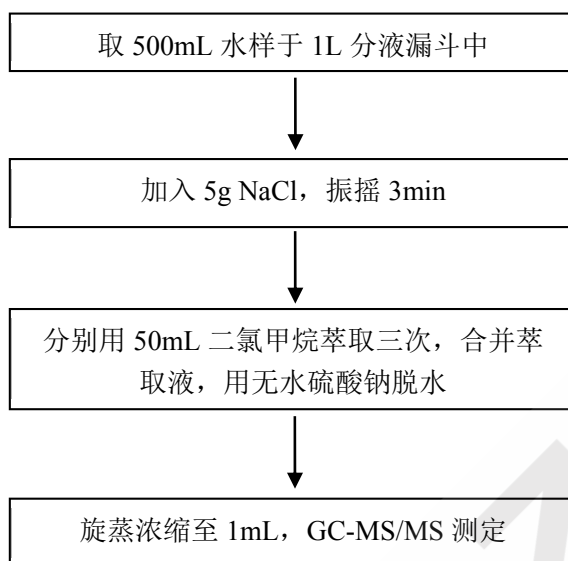 取 500mL 水样于 1L 分液漏斗中
加入 5g NaCl，振摇 3min
分别用 50mL 二氯甲烷萃取三次，合并萃
取液，用无水硫酸钠脱水
旋蒸浓缩至 1mL，GC-MS/MS 测定